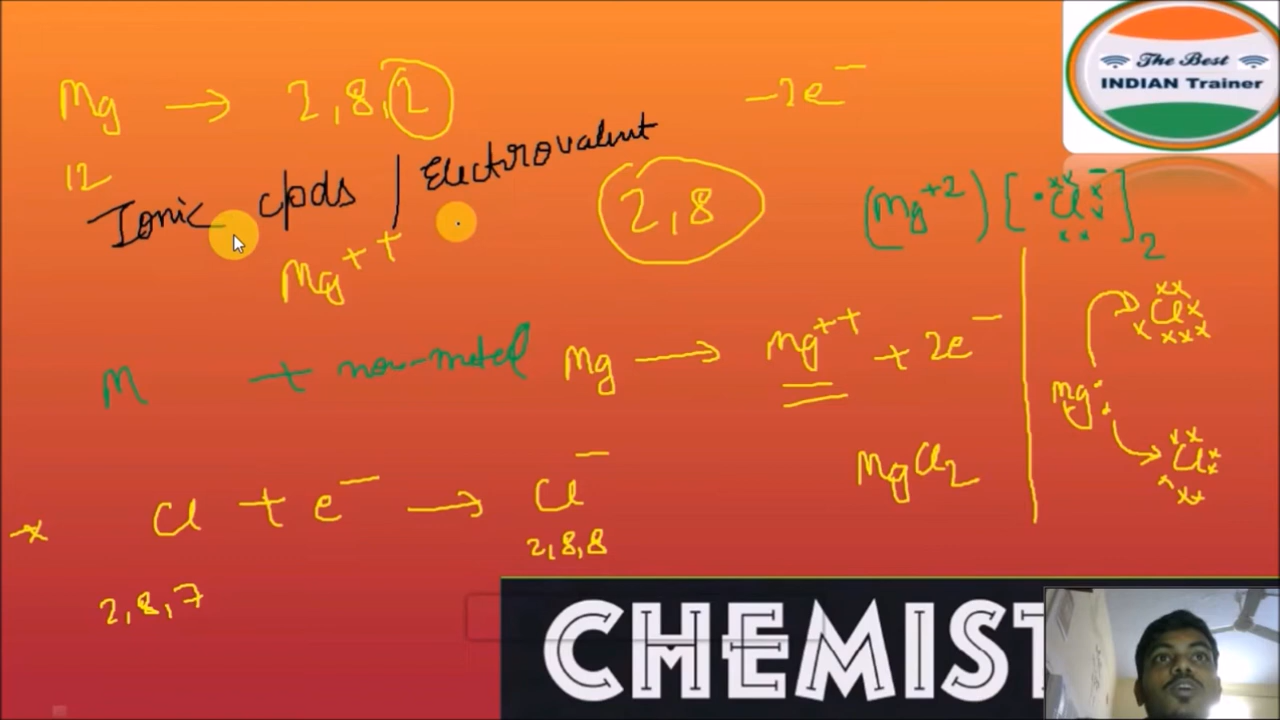 Mg → 2,8,2
-2e⁻
The Best
INDIAN Trainer
12
Ionic cpds / Electrovalent
2,8
(Mg⁺²) [Cl⁻]₂
Mg⁺⁺
M + non-metal
Mg → Mg⁺⁺ + 2e⁻
Cl
Mg
Cl
MgCl₂
Cl + e⁻ → Cl⁻
2,8,8
2,8,7
CHEMIST